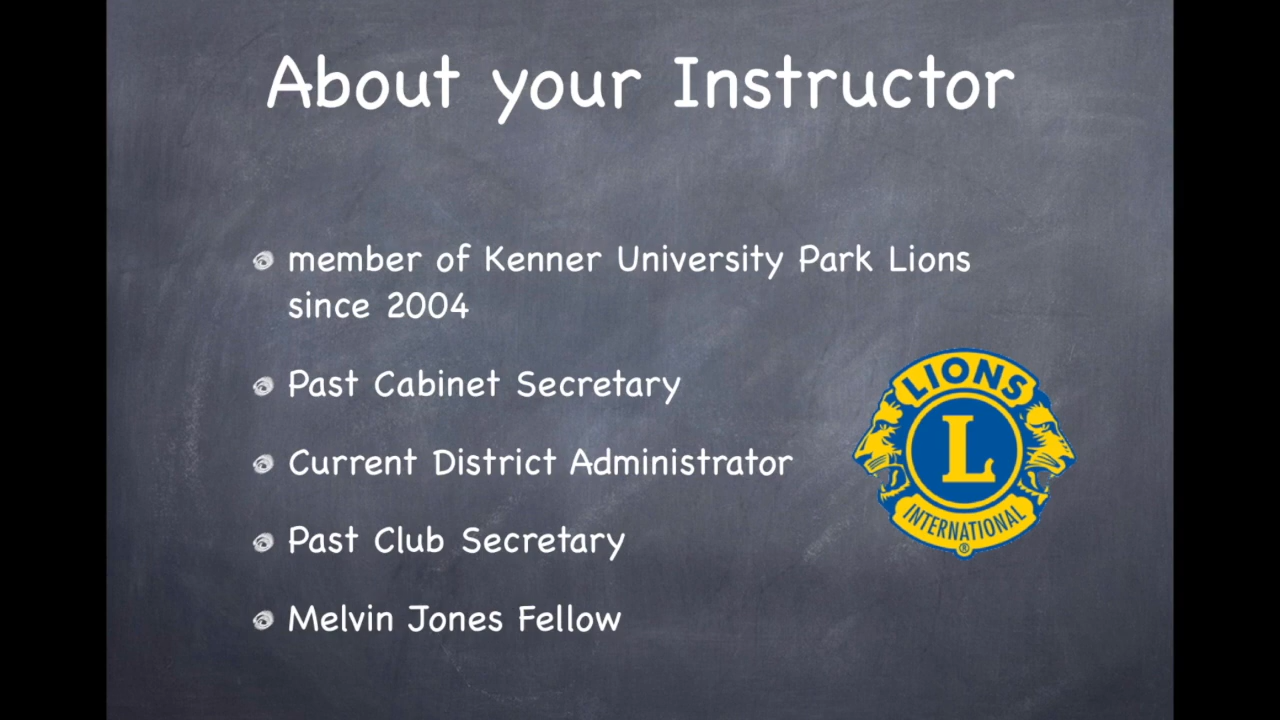 About your Instructor
member of Kenner University Park Lions
since 2004
Past Cabinet Secretary
Current District Administrator
Past Club Secretary
Melvin Jones Fellow
LIONS
L
INTERNATIONAL
®